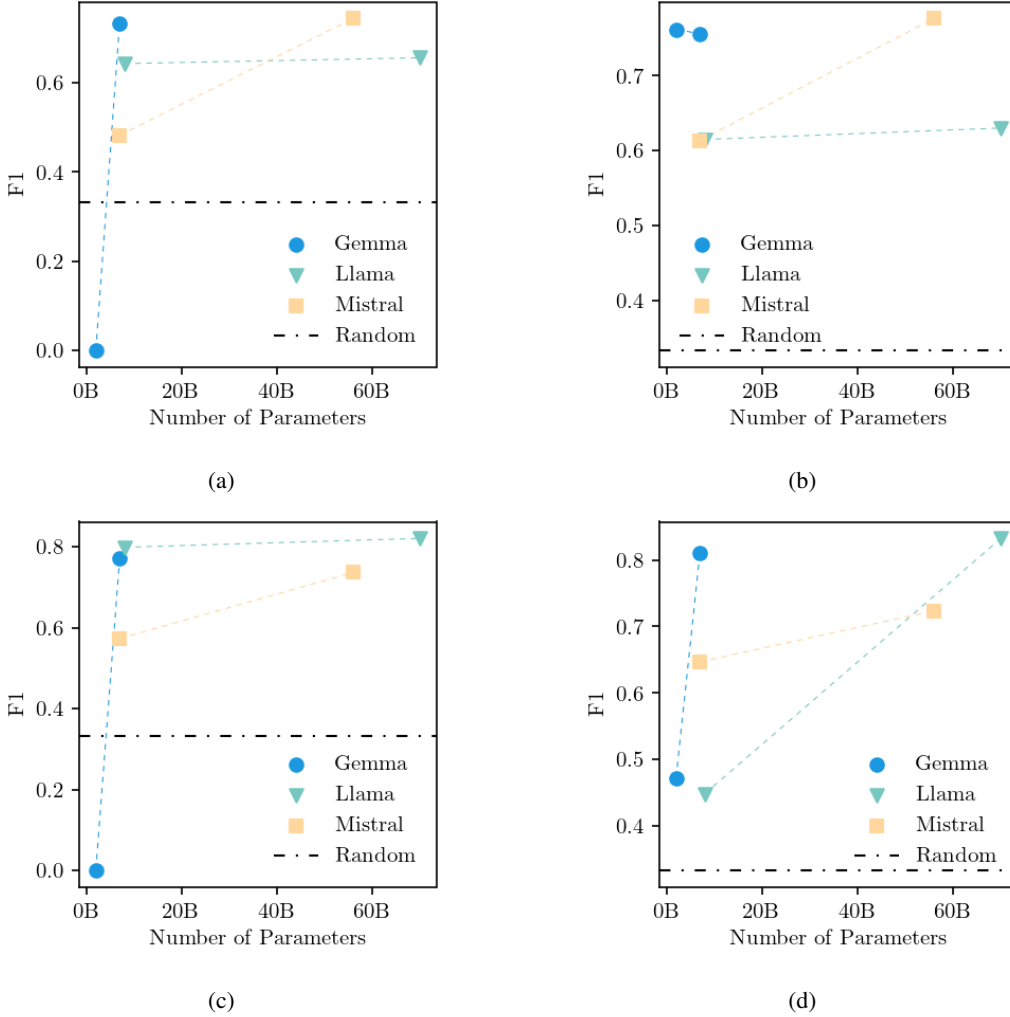 0.6
0.4
0.2
0.0
F1
Gemma
Llama
Mistral
Random
0B 20B 40B 60B
Number of Parameters
(a)
0.7
0.6
0.5
0.4
F1
Gemma
Llama
Mistral
Random
0B 20B 40B 60B
Number of Parameters
(b)
0.8
0.6
0.4
0.2
0.0
F1
Gemma
Llama
Mistral
Random
0B 20B 40B 60B
Number of Parameters
(c)
0.8
0.7
0.6
0.5
0.4
F1
Gemma
Llama
Mistral
Random
0B 20B 40B 60B
Number of Parameters
(d)